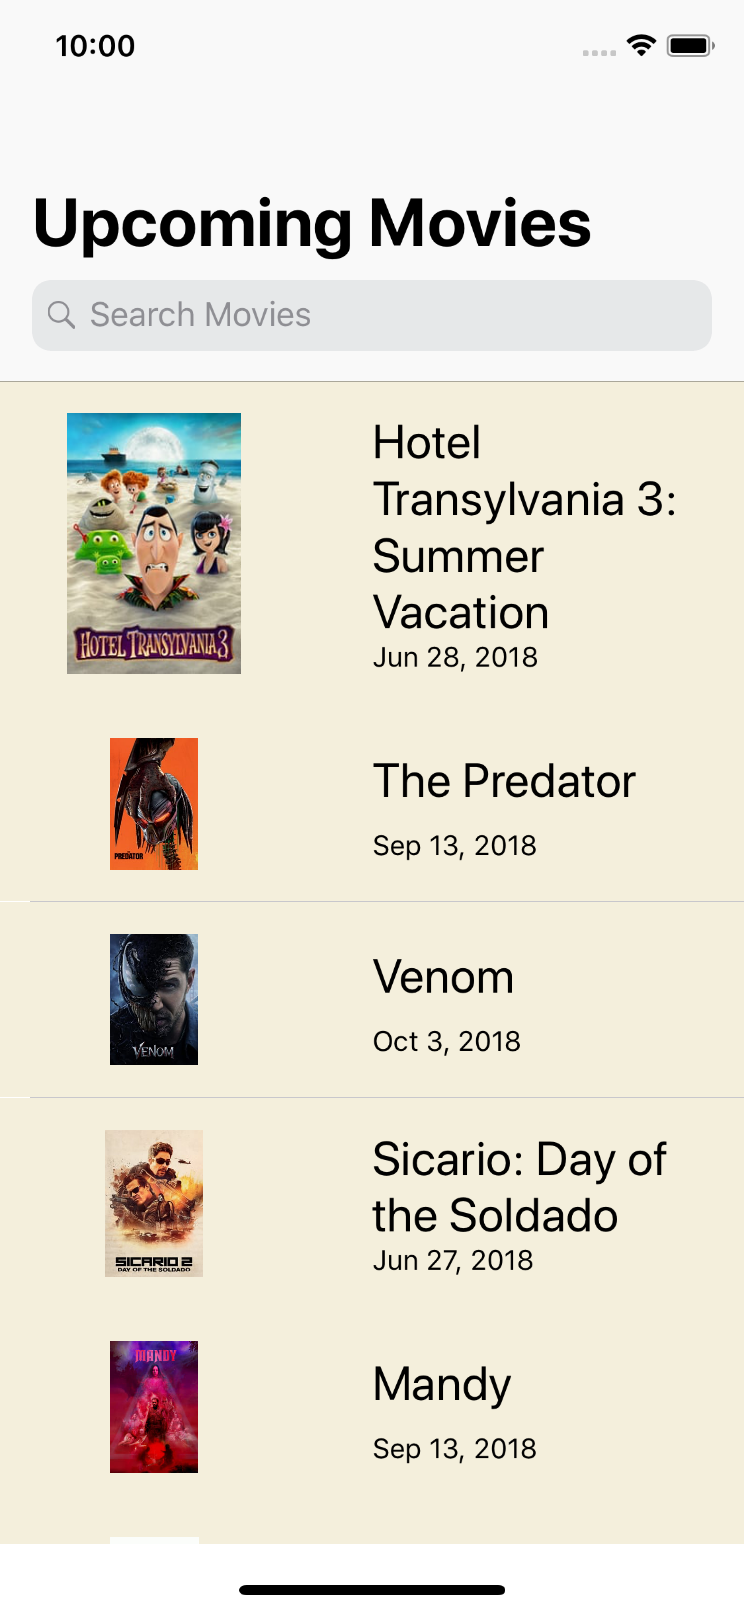 10:00
Upcoming Movies
Search Movies
HOTEL TRANSYLVANIA 3
Hotel
Transylvania 3:
Summer
Vacation
Jun 28, 2018
PREDATOR
The Predator
Sep 13, 2018
VENOM
Venom
Oct 3, 2018
SICARIO 2
DAY OF THE SOLDADO
Sicario: Day of
the Soldado
Jun 27, 2018
MANDY
Mandy
Sep 13, 2018